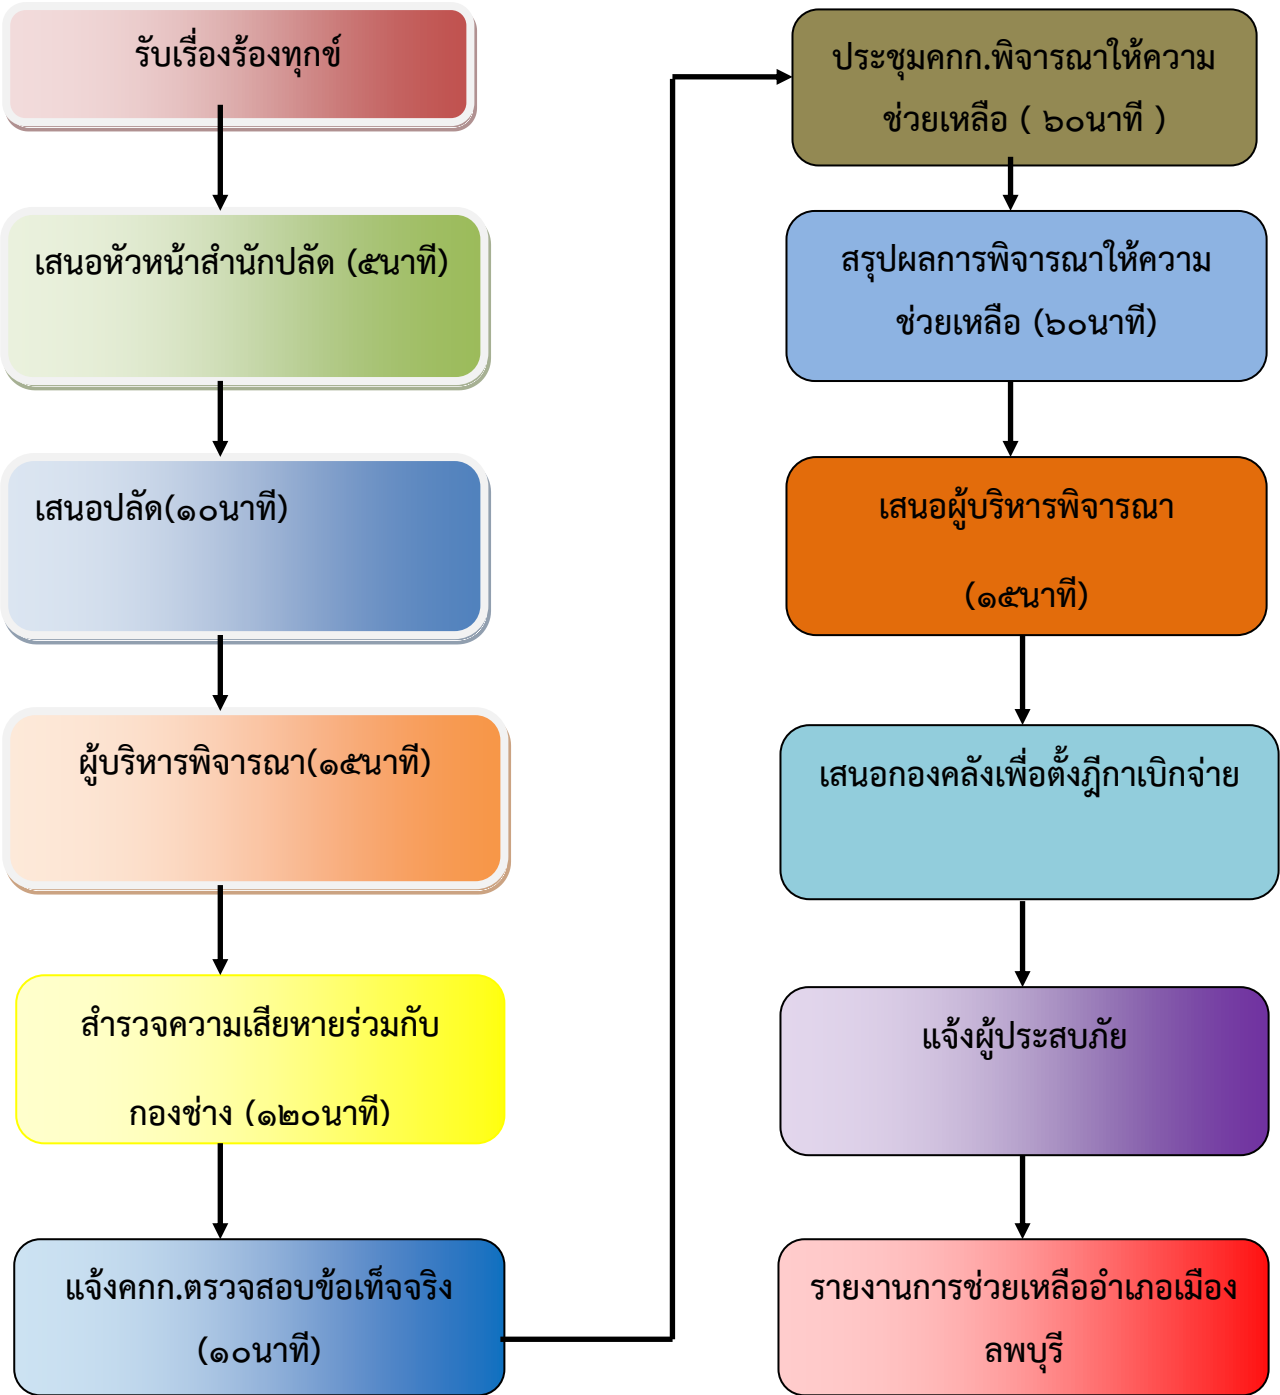 รับเรื่องร้องทุกข์
เสนอหัวหน้าสำนักปลัด (๕นาที)
เสนอปลัด(๑๐นาที)
ผู้บริหารพิจารณา(๑๕นาที)
สำรวจความเสียหายร่วมกับ
กองช่าง (๑๒๐นาที)
แจ้งคกก.ตรวจสอบข้อเท็จจริง
(๑๐นาที)
ประชุมคกก.พิจารณาให้ความ
ช่วยเหลือ ( ๖๐นาที )
สรุปผลการพิจารณาให้ความ
ช่วยเหลือ (๖๐นาที)
เสนอผู้บริหารพิจารณา
(๑๕นาที)
เสนอกองคลังเพื่อตั้งฎีกาเบิกจ่าย
แจ้งผู้ประสบภัย
รายงานการช่วยเหลืออำเภอเมือง
ลพบุรี